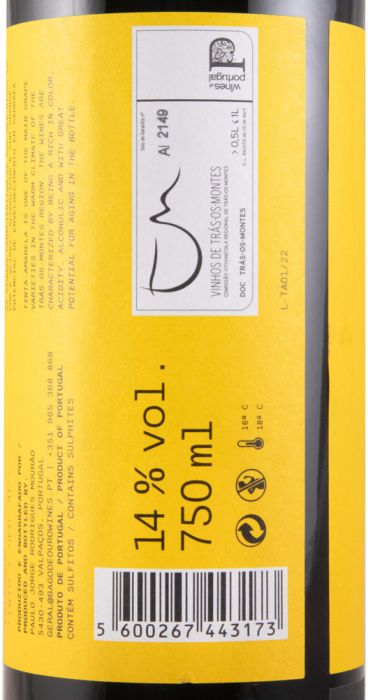 TINTA AMARELA IS ONE OF THE MAIN GRAPE
VARIETIES IN THE WARM CLIMATE OF THE
TRÁS-OS-MONTES REGION. THE WINES ARE
CHARACTERIZED BY BEING A RICH IN COLOR,
ACIDITY, ALCOHOLIC AND WITH GREAT
POTENTIAL FOR AGING IN THE BOTTLE.
PRODUZIDO E ENGARRAFADO POR /
PRODUCED AND BOTTLED BY:
PAULO JORGE RODRIGUES MOURÃO
5430-493 VALPAÇOS, PORTUGAL
GERAL@BAGODEOUROWINES.PT | +351 965 368 868
PRODUTO DE PORTUGAL / PRODUCT OF PORTUGAL
CONTÉM SULFITOS / CONTAINS SULPHITES
Selo de Garantia nº
AI 2149
VINHOS DE TRÁS-OS-MONTES
COMISSÃO VITIVINÍCOLA REGIONAL DE TRÁS-OS-MONTES
DOC TRÁS-OS-MONTES
wines of
portugal
> 0,5L ≤ 1L
L-TA01/22
14 % vol.
750 ml
16º C
18º C
5 600267 443173